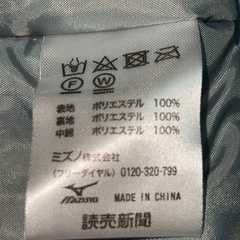 表地 ポリエステル 100%
裏地 ポリエステル 100%
中綿 ポリエステル 100%
ミズノ株式会社
(フリーダイヤル) 0120-320-799
MIZUNO MADE IN CHINA
読売新聞